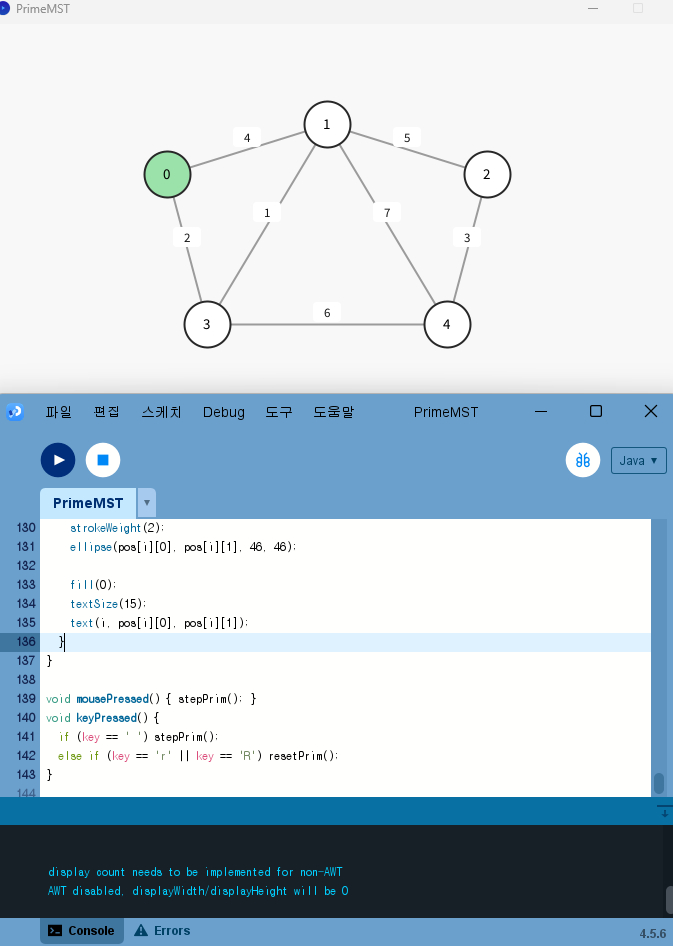 PrimeMST
1
4
5
0
2
1
7
2
3
6
3
4
파일 편집 스케치 Debug 도구 도움말 PrimeMST
Java ▼
PrimeMST ▼
130 strokeWeight(2);
131 ellipse(pos[i][0], pos[i][1], 46, 46);
132
133 fill(0);
134 textSize(15);
135 text(i, pos[i][0], pos[i][1]);
136 }
137 }
138
139 void mousePressed() { stepPrim(); }
140 void keyPressed() {
141 if (key == ' ') stepPrim();
142 else if (key == 'r' || key == 'R') resetPrim();
143 }
144
display count needs to be implemented for non-AWT
AWT disabled, displayWidth/displayHeight will be 0
Console Errors
4.5.6